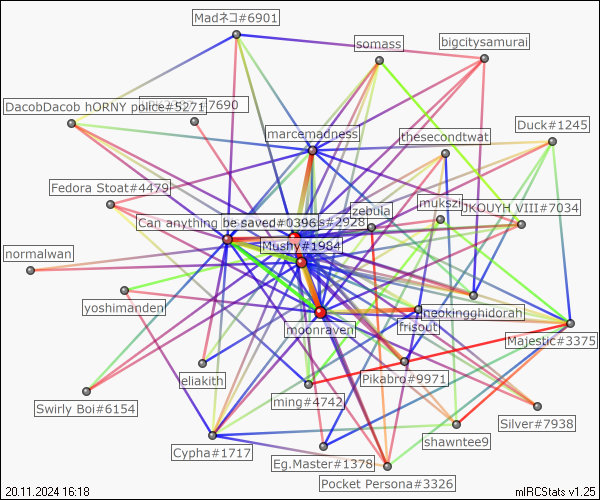 Madネコ#6901
somass
bigcitysamurai
DacobDacob hORNY police#5271
7690
marcemadness
thesecondtwat
Duck#1245
Fedora Stoat#4479
zebula
mukszi
JKOUYH VIII#7034
Can anything be saved#0396
#2928
Mushy#1984
normalwan
yoshimanden
neokingghidorah
moonraven
frisout
Majestic#3375
eliakith
Pikabro#9971
ming#4742
Swirly Boi#6154
Silver#7938
shawntee9
Cypha#1717
Eg.Master#1378
Pocket Persona#3326
20.11.2024 16:18
mIRCStats v1.25